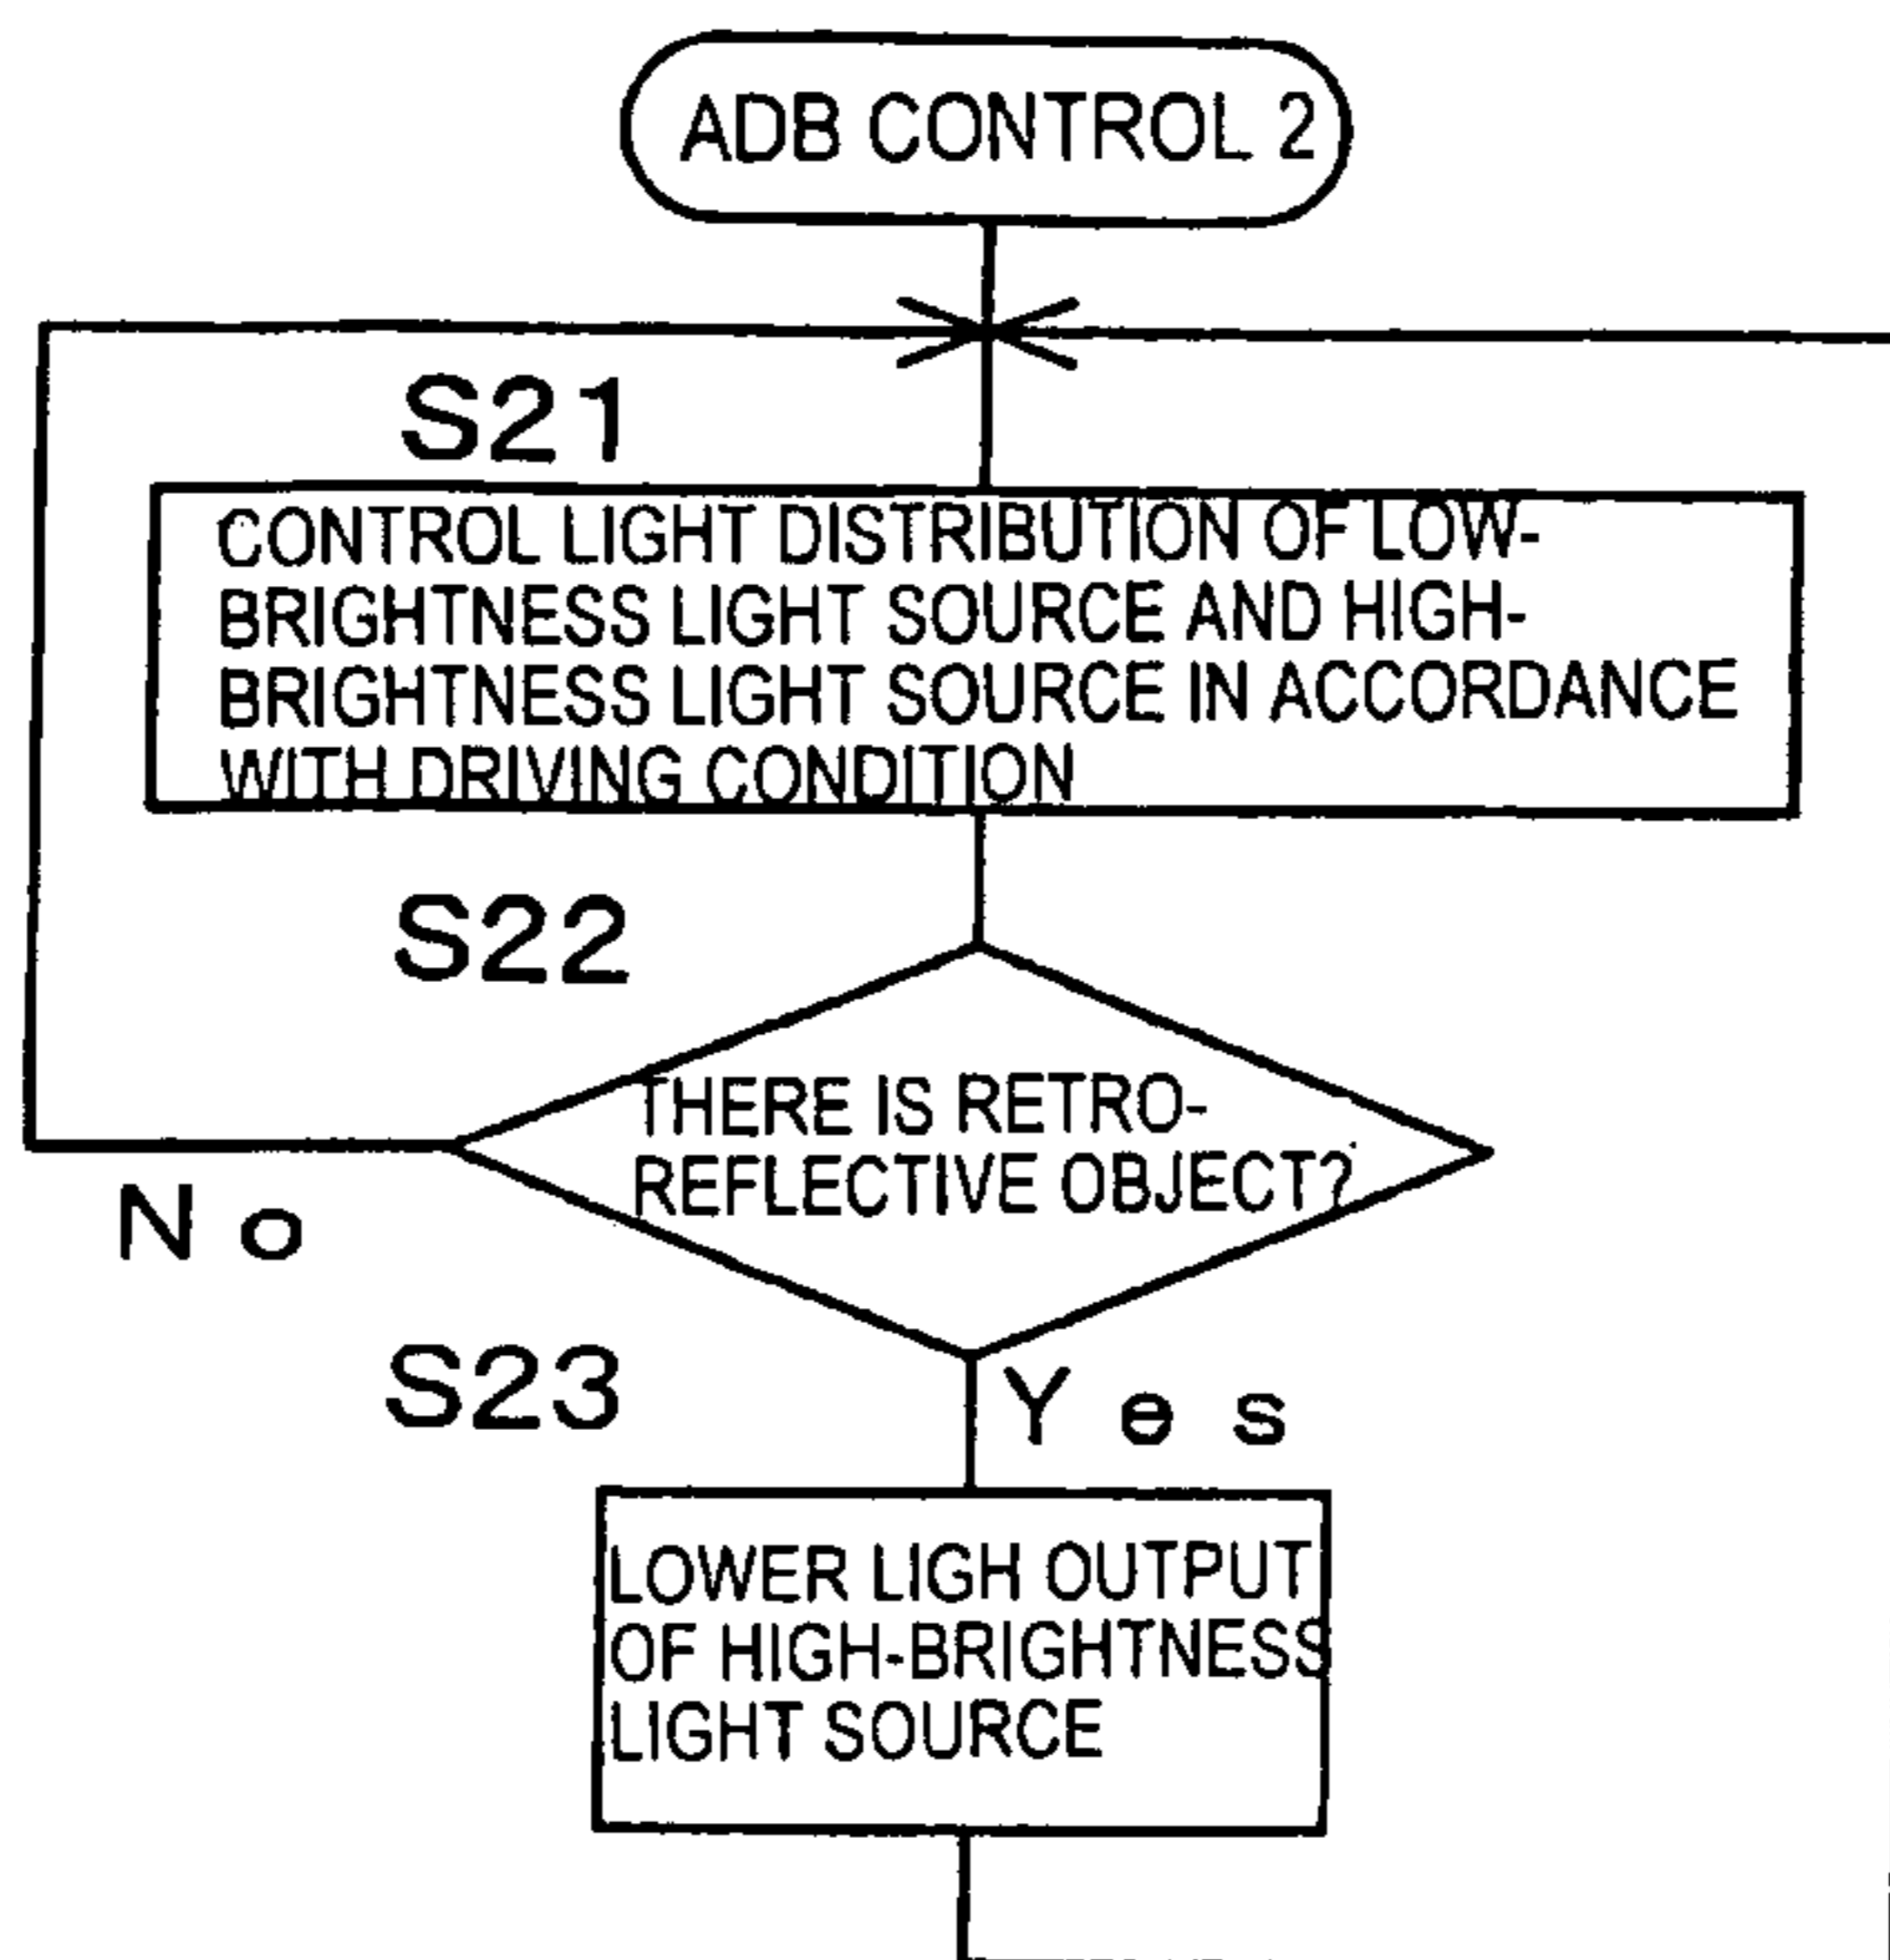 ADB CONTROL 2
S21
CONTROL LIGHT DISTRIBUTION OF LOW-
BRIGHTNESS LIGHT SOURCE AND HIGH-
BRIGHTNESS LIGHT SOURCE IN ACCORDANCE
WITH DRIVING CONDITION
S22
THERE IS RETRO-
REFLECTIVE OBJECT?
No
S23
Yes
LOWER LIGH OUTPUT
OF HIGH-BRIGHTNESS
LIGHT SOURCE